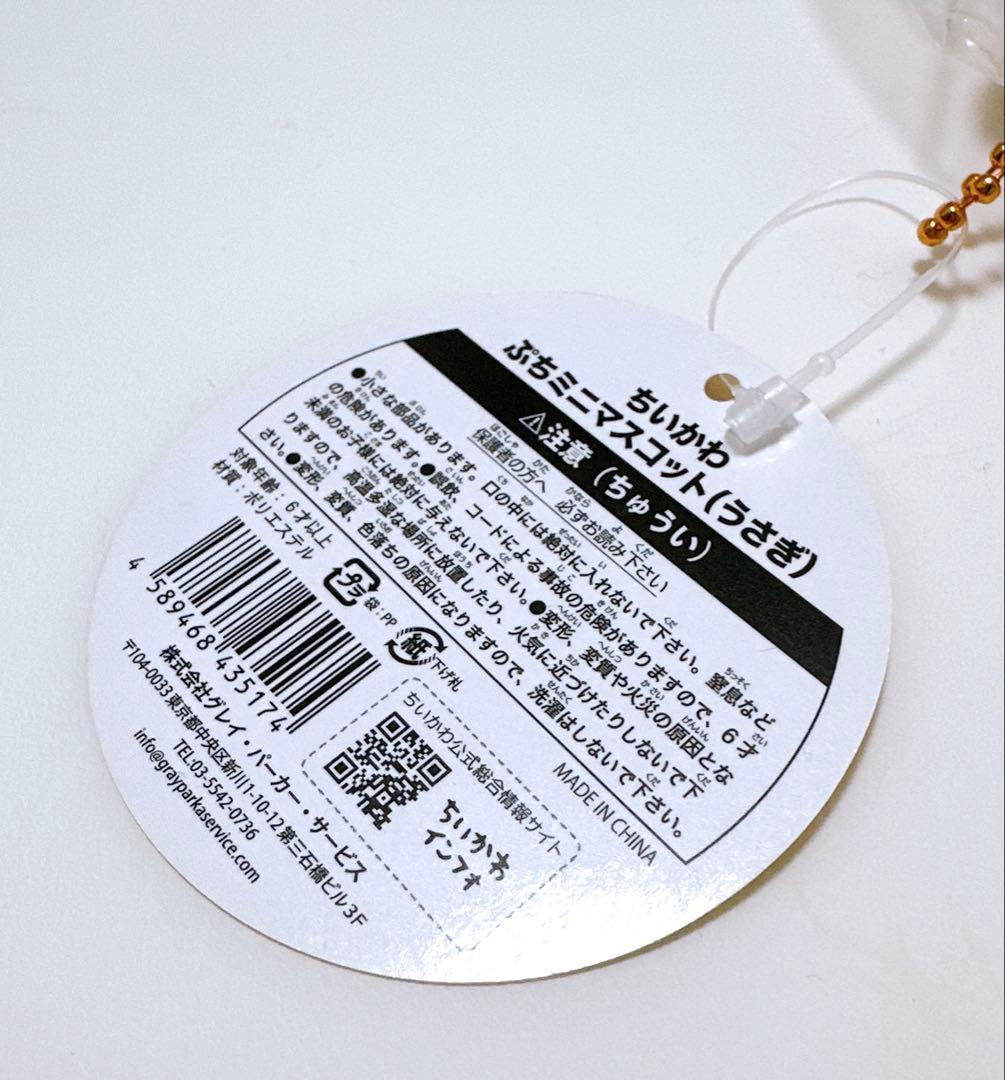 ちいかわ
ぷちミニマスコット(うさぎ)
⚠注意（ちゅうい）
保護者の方へ　必ずお読み下さい
●小さな部品があります。口の中には絶対に入れないで下さい。窒息など
の危険があります。●誤飲、コードによる事故の危険がありますので、6才
未満のお子様には絶対に与えないで下さい。●変形、変質や火災の原因とな
りますので、高温多湿な場所に放置したり、火気に近づけたりしないで下
さい。●変形、変質、色落ちの原因になりますので、洗濯はしないで下さい。
対象年齢：6才以上
材質：ポリエステル
プラ
袋：PP
紙
下げ札
MADE IN CHINA
4 589468 435174
ちいかわ公式総合情報サイト
ちいかわ
インフォ
株式会社グレイ・パーカー・サービス
〒104-0033 東京都中央区新川1-10-12第三石橋ビル3F
TEL:03-5542-0736
info@grayparkaservice.com